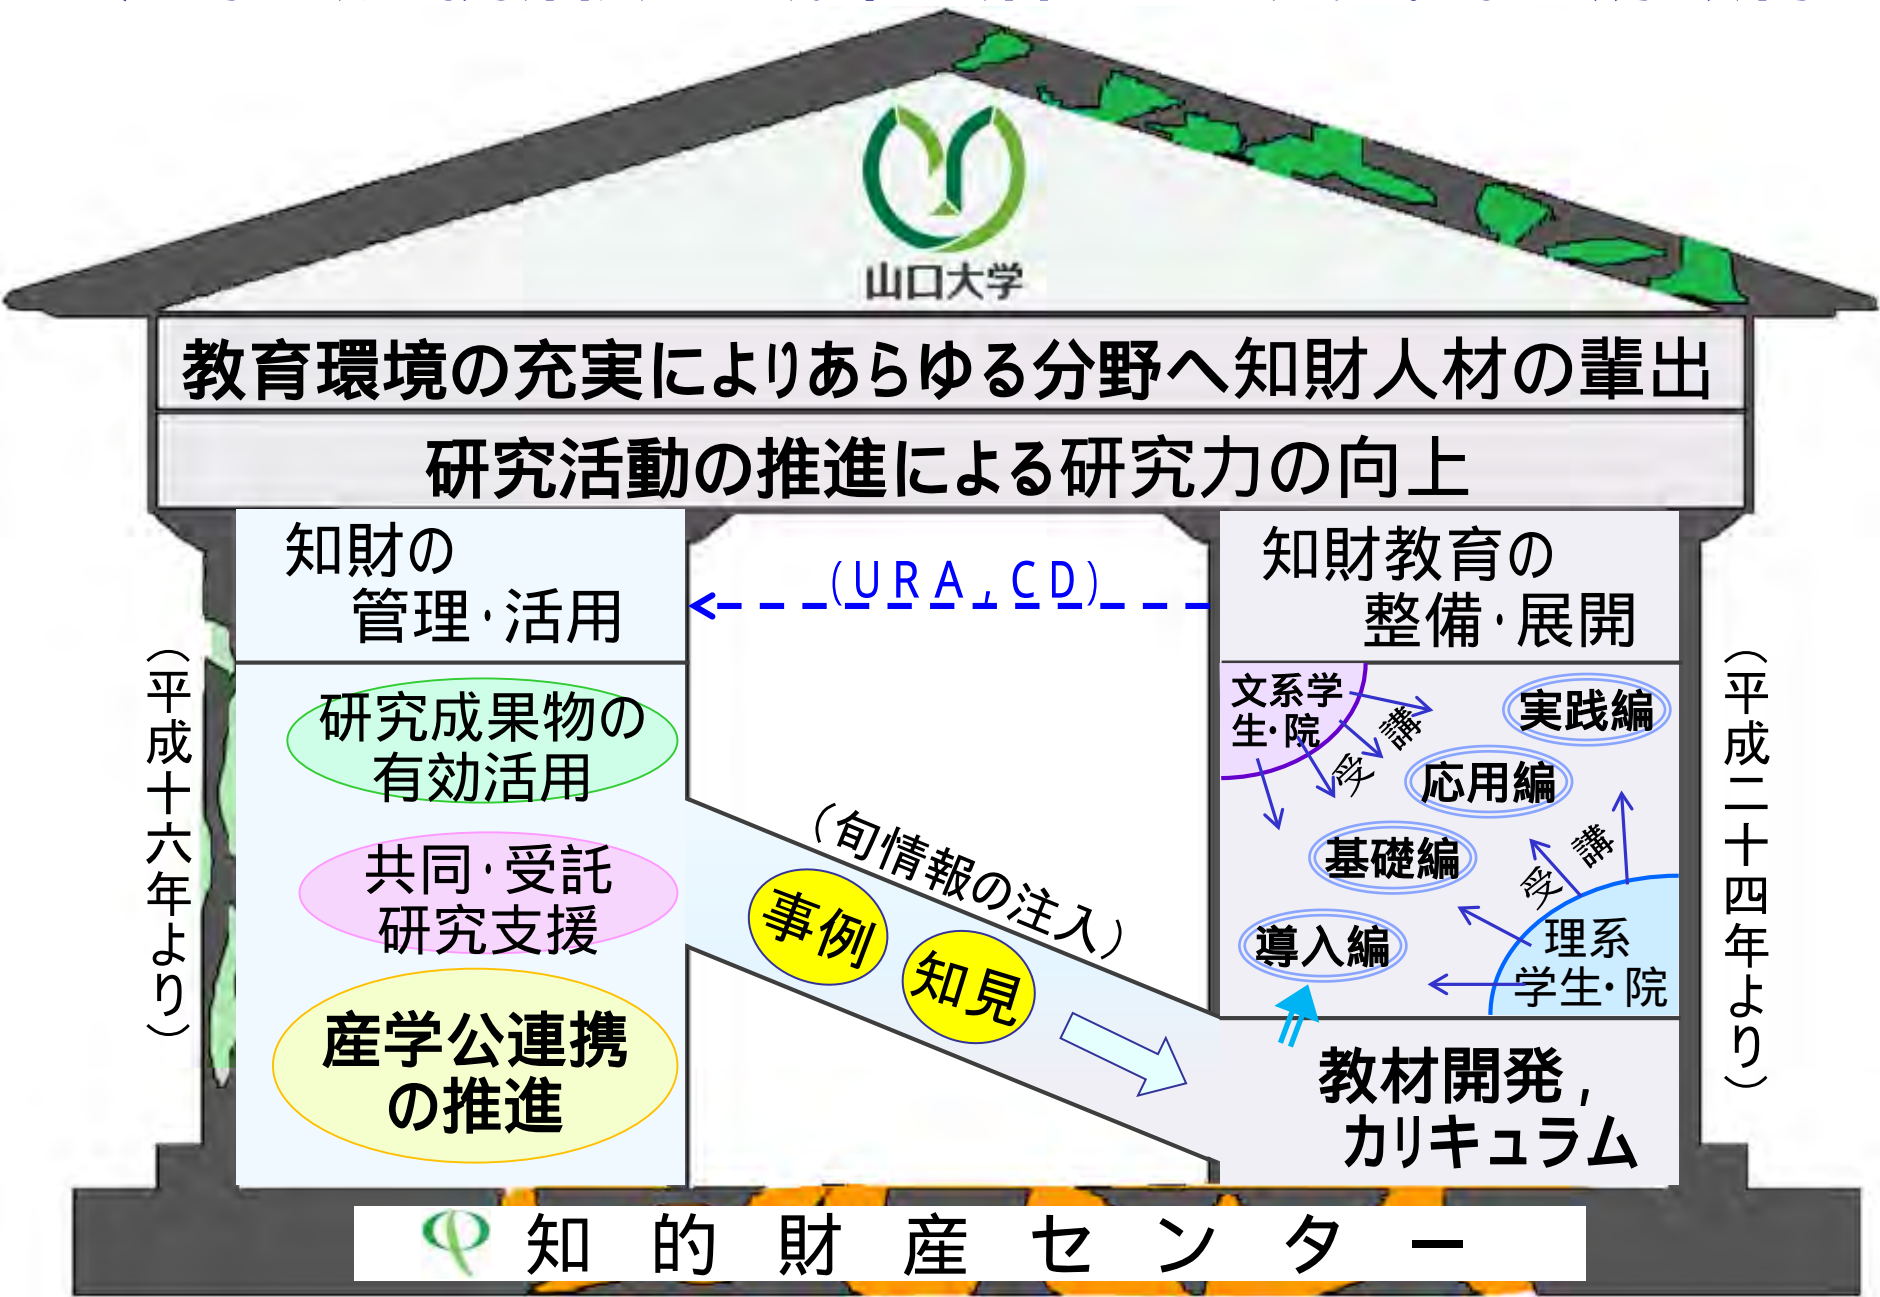 山口大学
教育環境の充実によりあらゆる分野へ知財人材の輩出
研究活動の推進による研究力の向上
知財の
管理・活用
(URA,CD)
知財教育の
整備・展開
(平成十六年より)
研究成果物の
有効活用
共同・受託
研究支援
産学公連携
の推進
(旬情報の注入)
事例
知見
文系学
生・院
受講
実践編
応用編
基礎編
導入編
受講
理系
学生・院
教材開発,
カリキュラム
(平成二十四年より)
知的財産センター